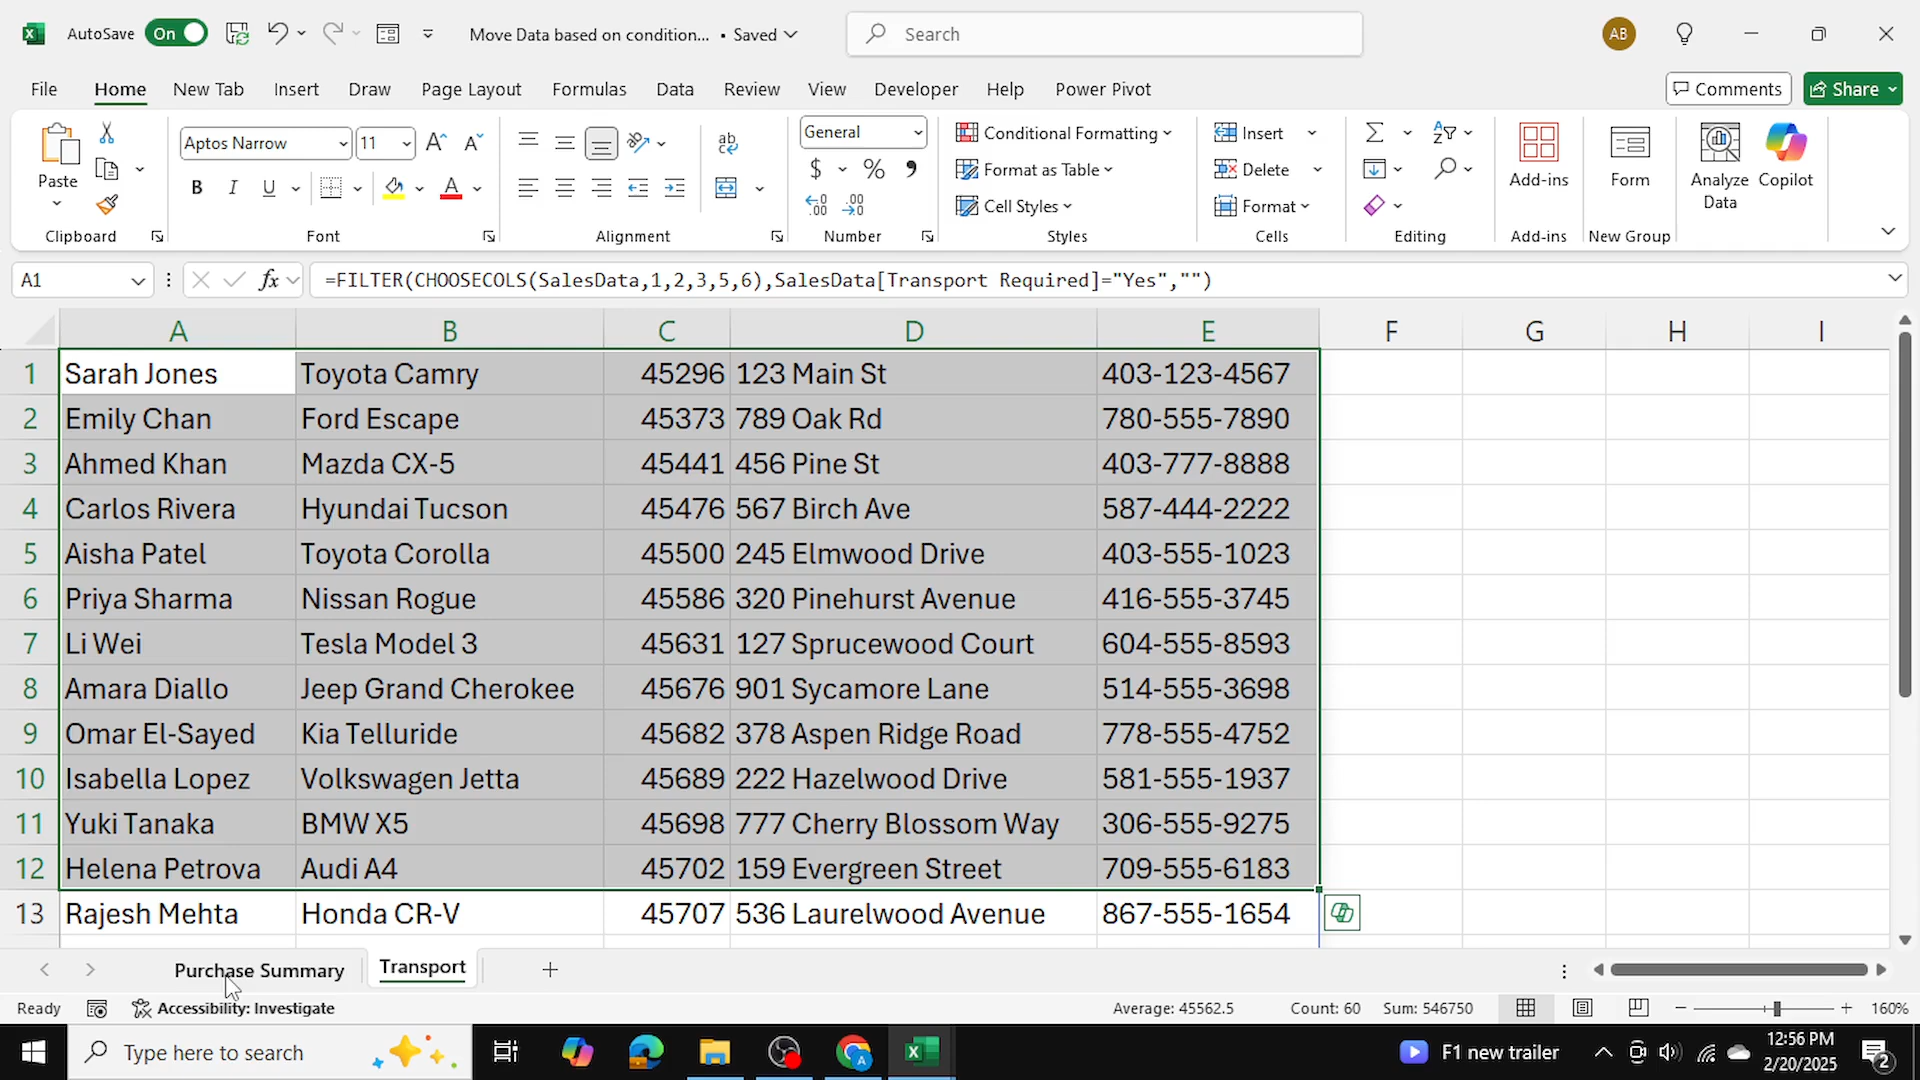 AutoSave On Move Data based on condition... • Saved Search AB
File Home New Tab Insert Draw Page Layout Formulas Data Review View Developer Help Power Pivot Comments Share
Paste Aptos Narrow 11 General Conditional Formatting Format as Table Cell Styles Insert Delete Format Add-ins Form Analyze Data Copilot
Clipboard Font Alignment Number Styles Cells Editing Add-ins New Group
A1 fx =FILTER(CHOOSECOLS(SalesData,1,2,3,5,6),SalesData[Transport Required]="Yes","")
A B C D E F G H I
1 Sarah Jones Toyota Camry 45296 123 Main St 403-123-4567
2 Emily Chan Ford Escape 45373 789 Oak Rd 780-555-7890
3 Ahmed Khan Mazda CX-5 45441 456 Pine St 403-777-8888
4 Carlos Rivera Hyundai Tucson 45476 567 Birch Ave 587-444-2222
5 Aisha Patel Toyota Corolla 45500 245 Elmwood Drive 403-555-1023
6 Priya Sharma Nissan Rogue 45586 320 Pinehurst Avenue 416-555-3745
7 Li Wei Tesla Model 3 45631 127 Sprucewood Court 604-555-8593
8 Amara Diallo Jeep Grand Cherokee 45676 901 Sycamore Lane 514-555-3698
9 Omar El-Sayed Kia Telluride 45682 378 Aspen Ridge Road 778-555-4752
10 Isabella Lopez Volkswagen Jetta 45689 222 Hazelwood Drive 581-555-1937
11 Yuki Tanaka BMW X5 45698 777 Cherry Blossom Way 306-555-9275
12 Helena Petrova Audi A4 45702 159 Evergreen Street 709-555-6183
13 Rajesh Mehta Honda CR-V 45707 536 Laurelwood Avenue 867-555-1654
Purchase Summary Transport
Ready Accessibility: Investigate Average: 45562.5 Count: 60 Sum: 546750 160%
Type here to search F1 new trailer 12:56 PM
2/20/2025 2